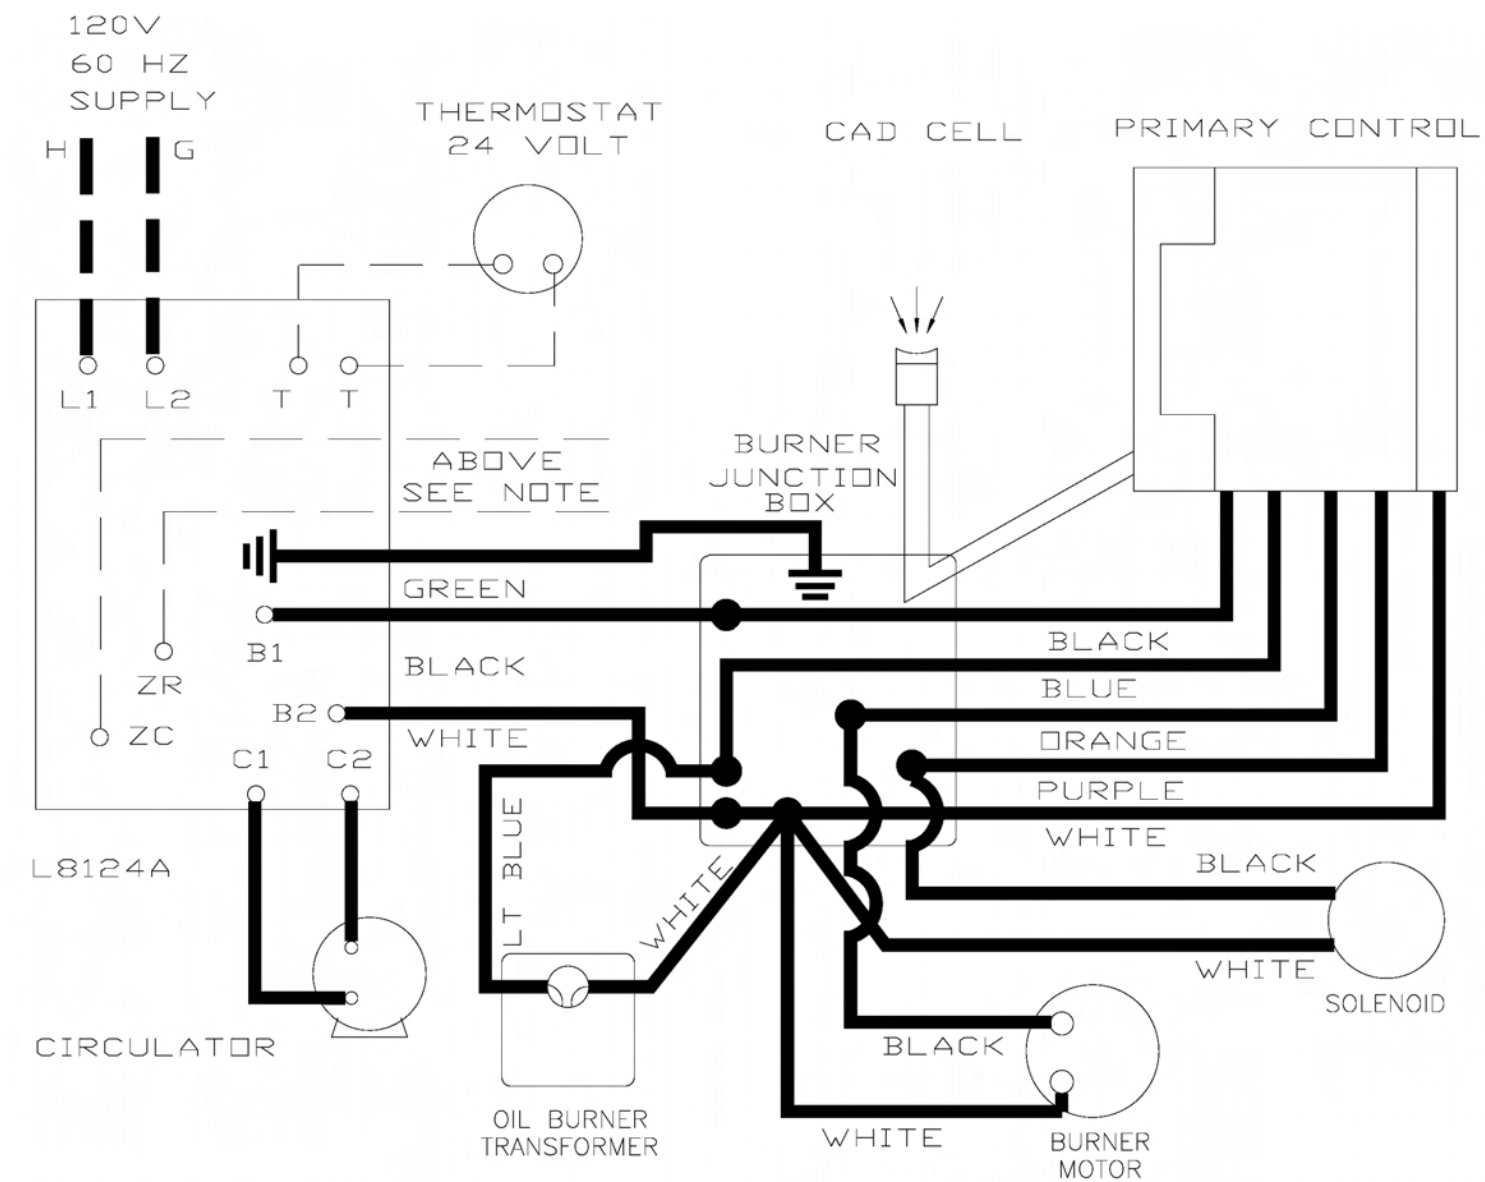 120V
60 HZ
SUPPLY
H
G
THERMOSTAT
24 VOLT
CAD CELL
PRIMARY CONTROL
L1
L2
T
T
ABOVE
SEE NOTE
BURNER
JUNCTION
BOX
GREEN
B1
BLACK
BLACK
ZR
BLUE
B2
WHITE
ZC
ORANGE
C1
C2
PURPLE
WHITE
LT BLUE
WHITE
L8124A
BLACK
WHITE
SOLENOID
CIRCULATOR
BLACK
OIL BURNER
TRANSFORMER
WHITE
BURNER
MOTOR